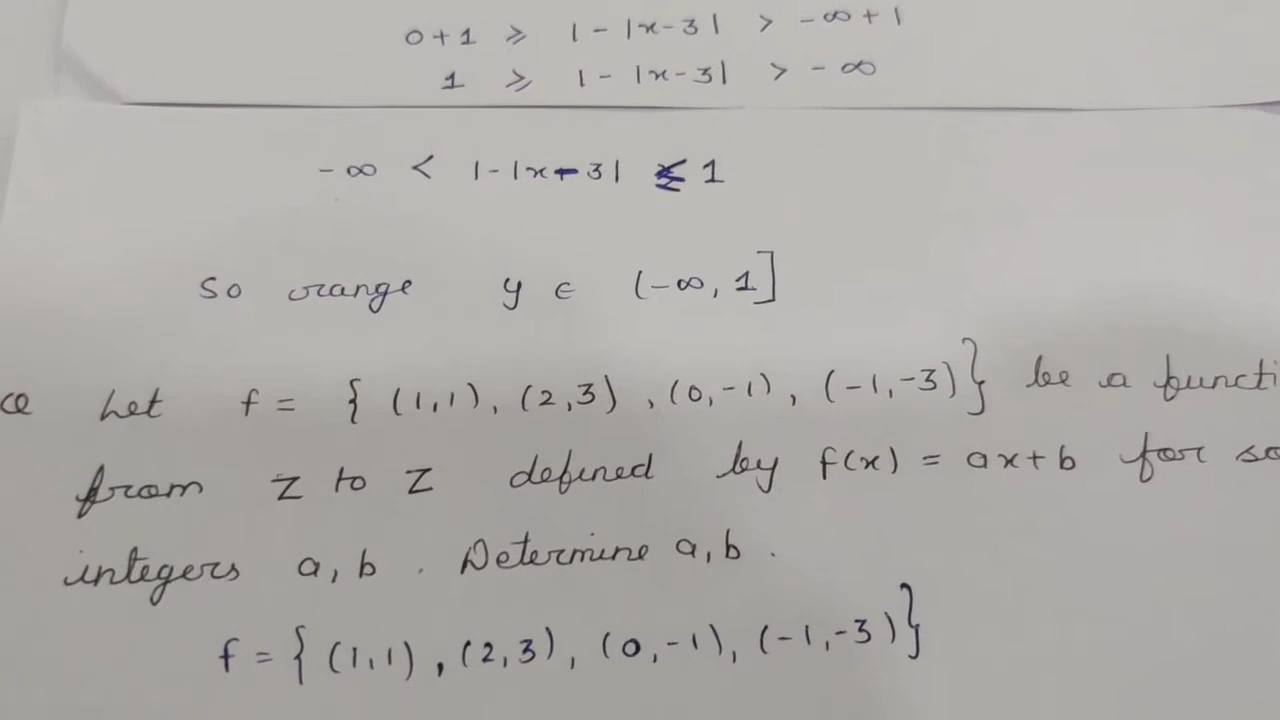 0+1 ⩾ 1-|x-3| > -∞+1
1 ⩾ 1-|x-3| > -∞
-∞ < 1-|x-3| ≤ 1
So range y ∈ (-∞, 1]
Let f = { (1,1), (2,3), (0,-1), (-1,-3)} be a functi
from Z to Z defined by f(x) = ax+b for so
integers a, b. Determine a, b.
f = { (1,1), (2,3), (0,-1), (-1,-3)}